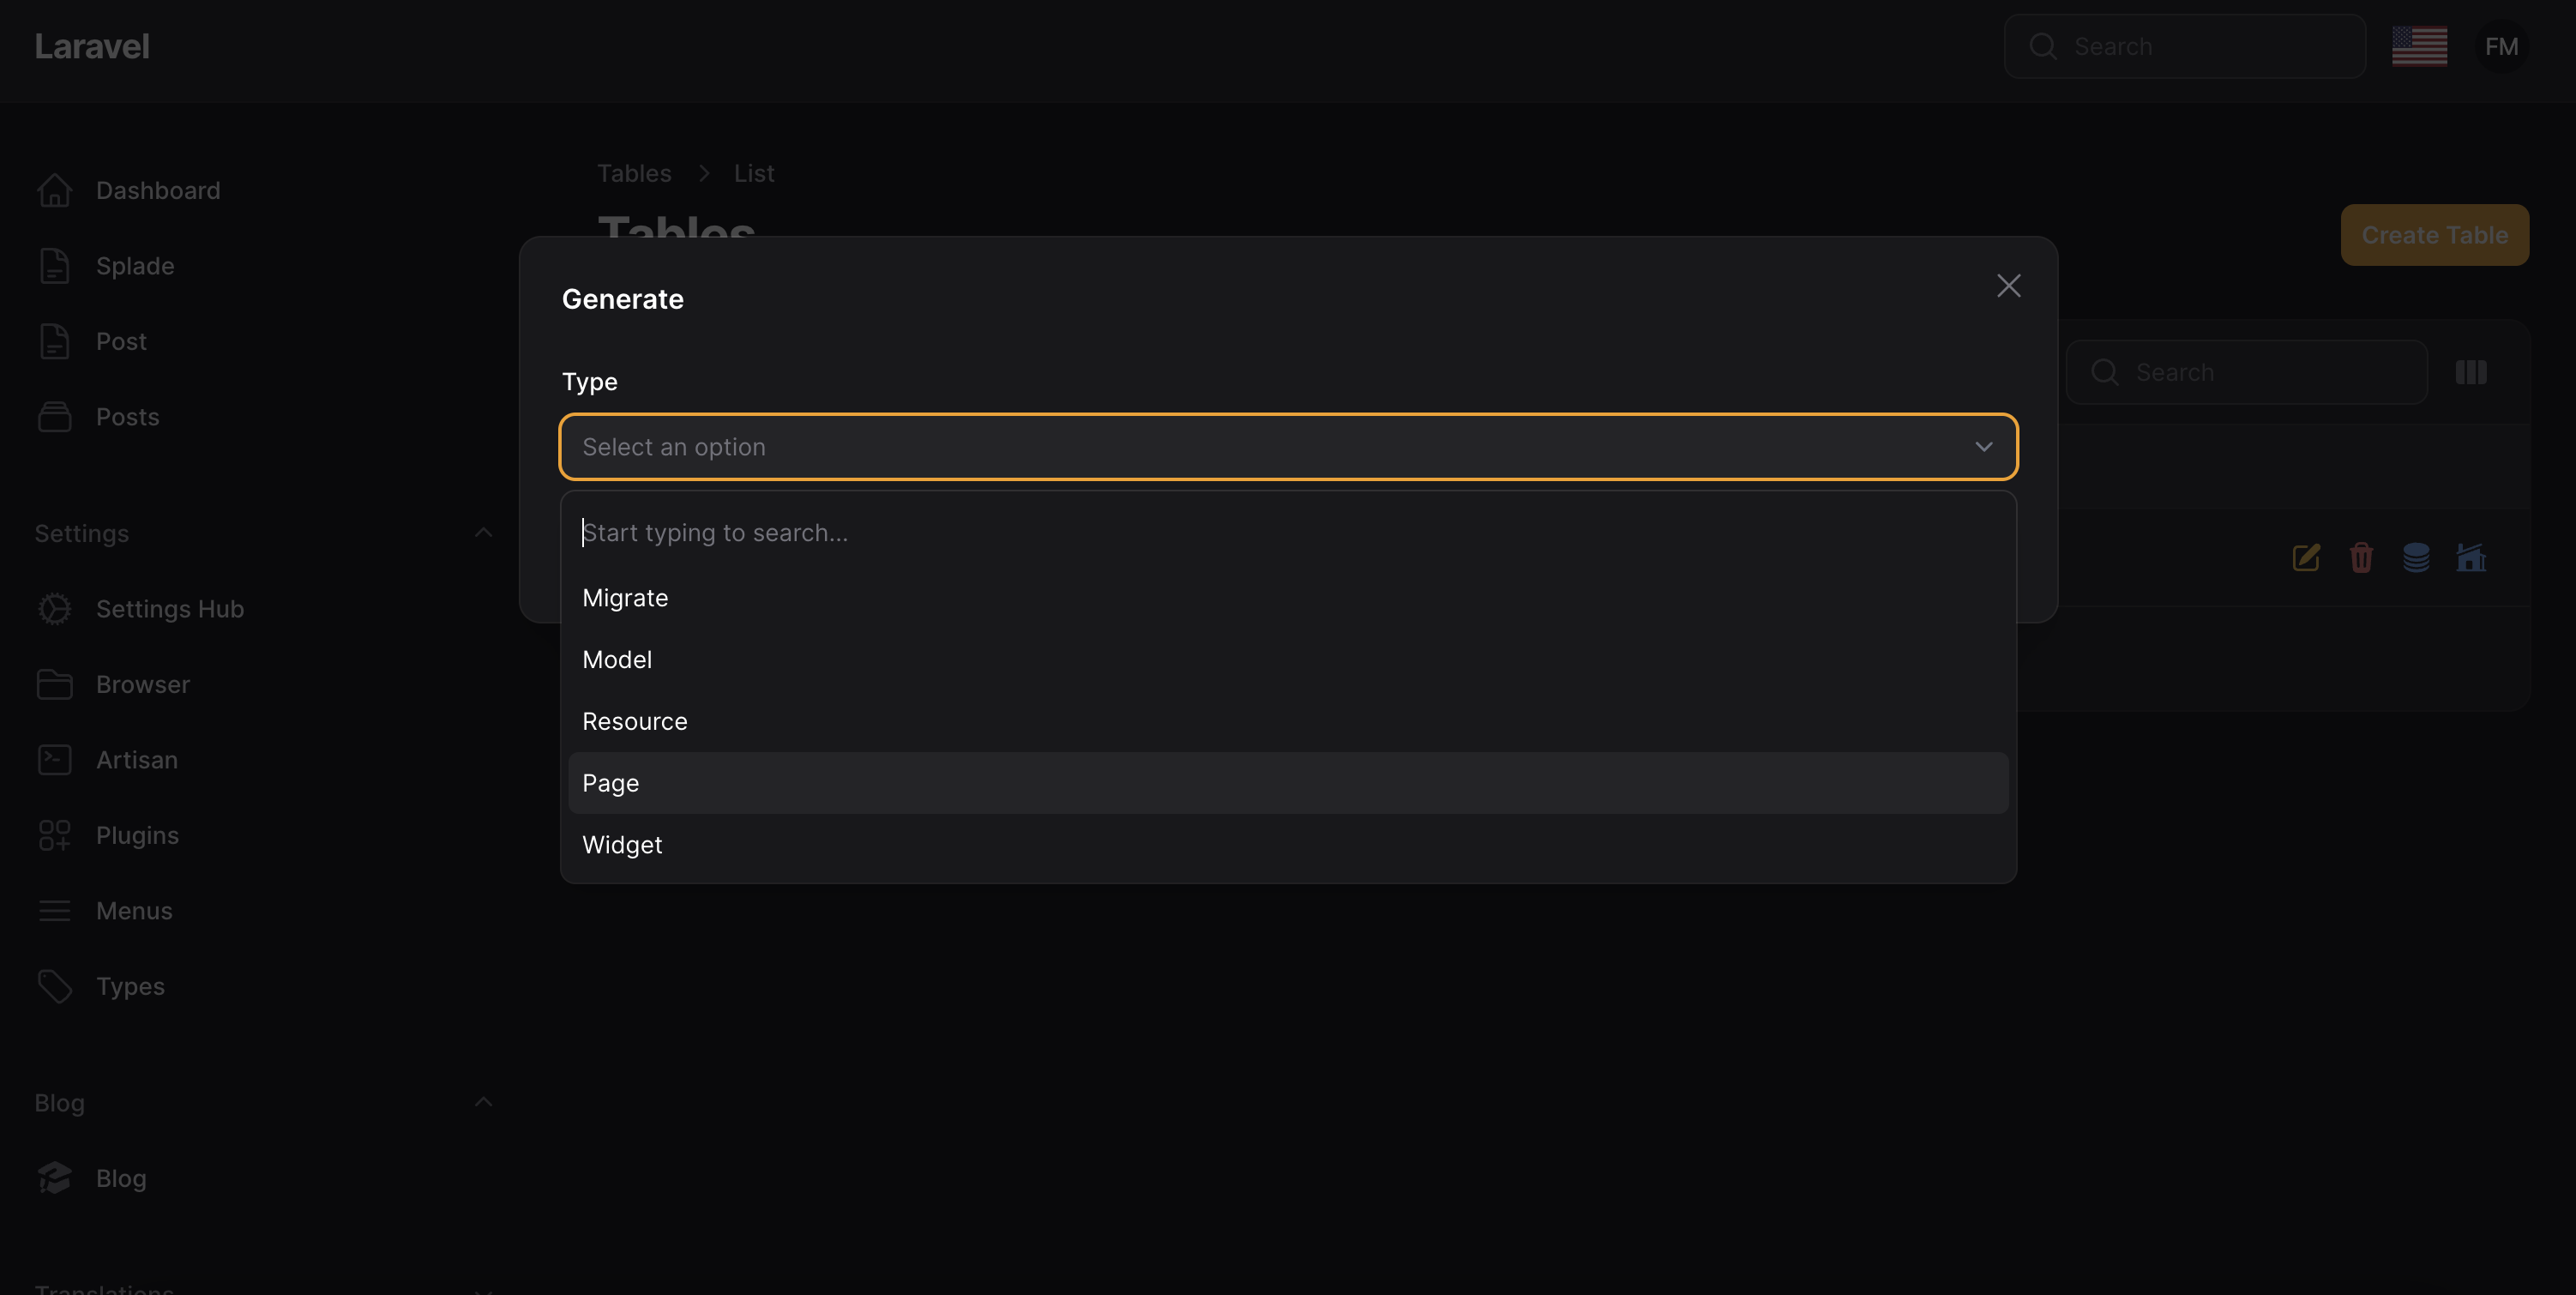 Laravel
Search
FM
Dashboard
Splade
Post
Posts
Settings
Settings Hub
Browser
Artisan
Plugins
Menus
Types
Blog
Blog
Translations
Tables > List
Tables
Create Table
Search
Generate
Type
Select an option
Start typing to search...
Migrate
Model
Resource
Page
Widget